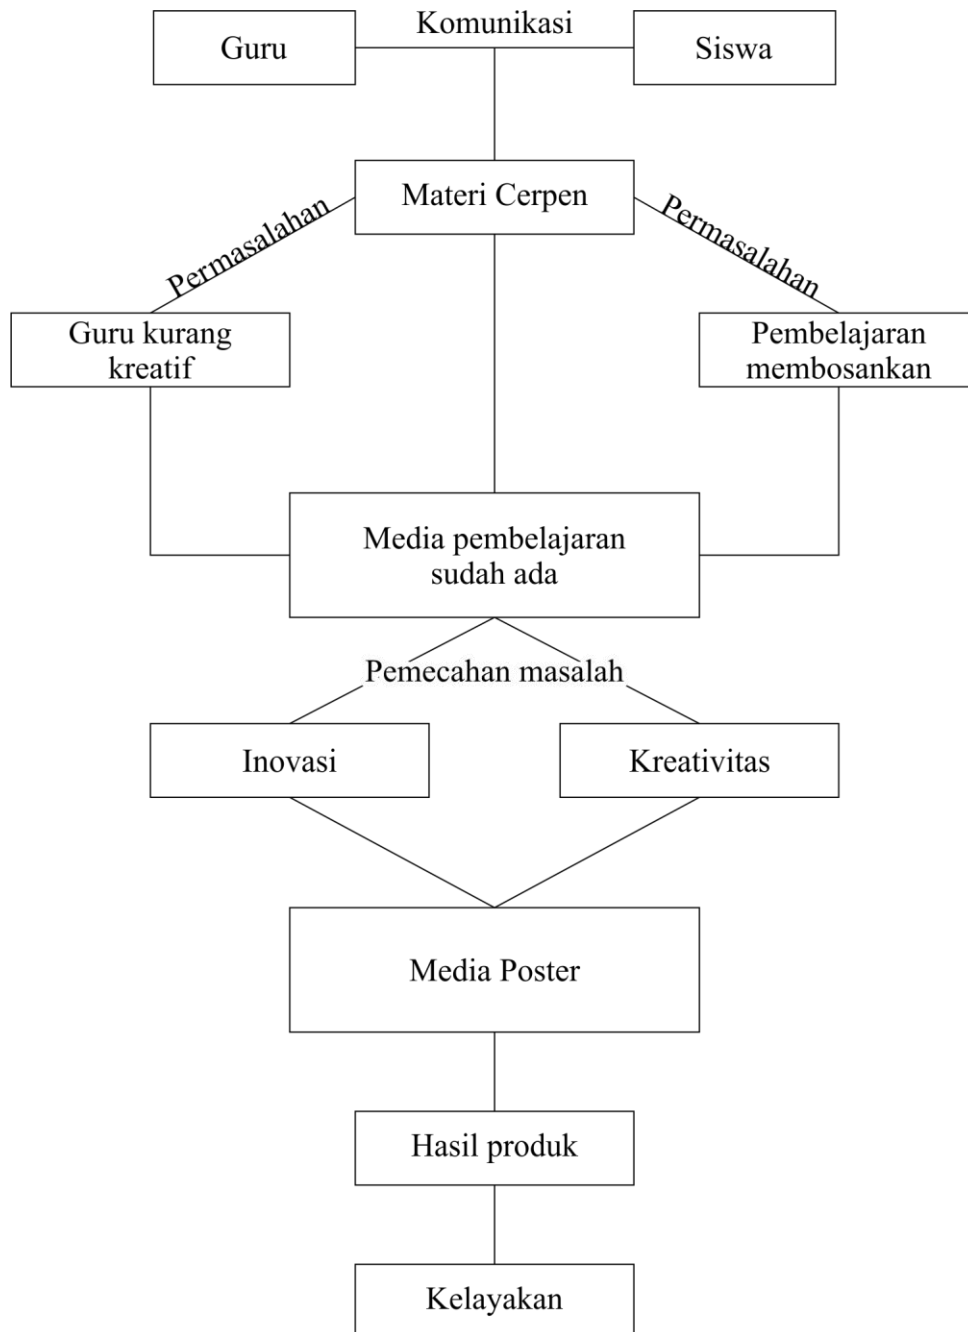 Komunikasi
Guru
Siswa
Materi Cerpen
Permasalahan
Permasalahan
Guru kurang
kreatif
Pembelajaran
membosankan
Media pembelajaran
sudah ada
Pemecahan masalah
Inovasi
Kreativitas
Media Poster
Hasil produk
Kelayakan